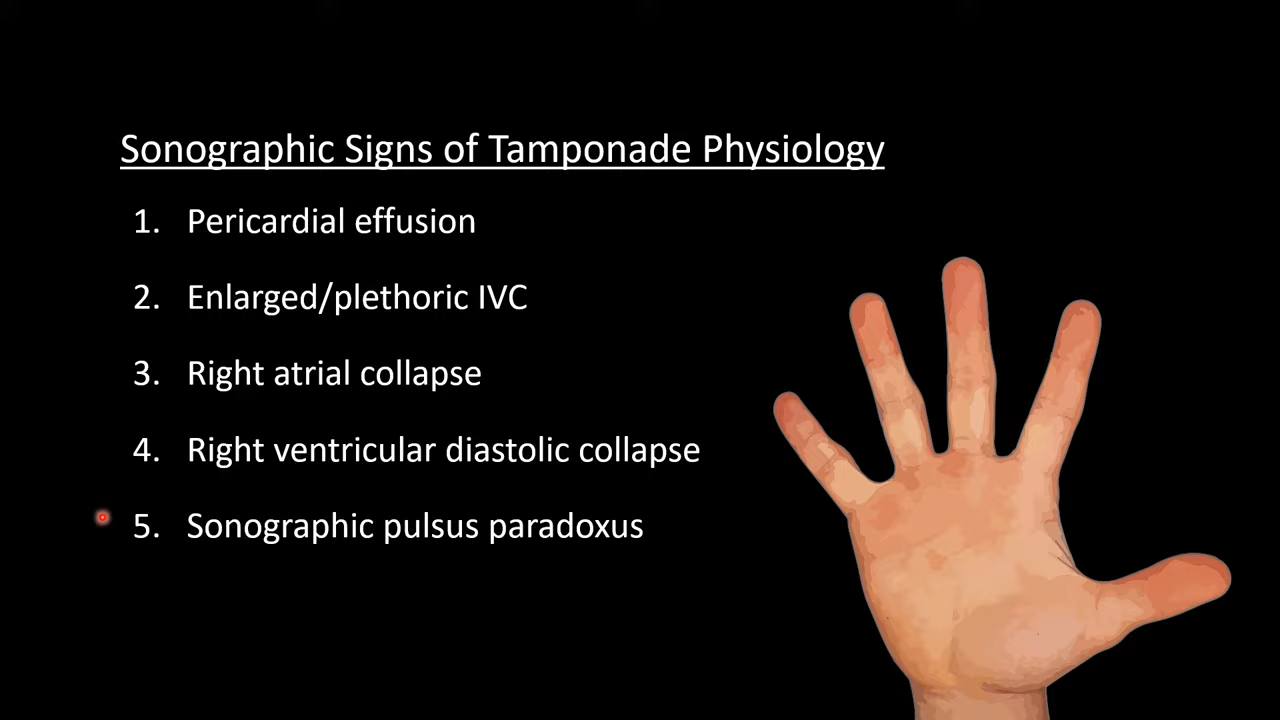 Sonographic Signs of Tamponade Physiology
1. Pericardial effusion
2. Enlarged/plethoric IVC
3. Right atrial collapse
4. Right ventricular diastolic collapse
5. Sonographic pulsus paradoxus